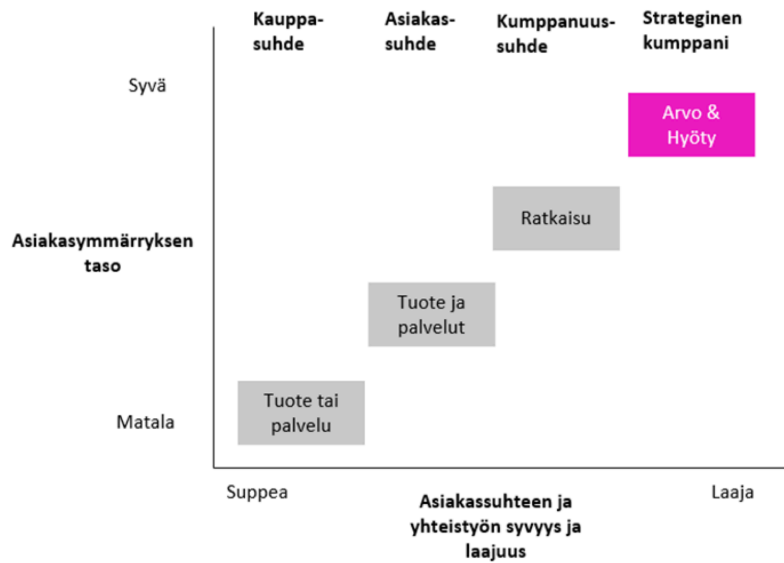 Kauppa-
suhde
Asiakas-
suhde
Kumppanuus-
suhde
Strateginen
kumppani
Syvä
Arvo &
Hyöty
Ratkaisu
Asiakasymmärryksen
taso
Tuote ja
palvelut
Tuote tai
palvelu
Matala
Suppea
Asiakassuhteen ja
yhteistyön syvyys ja
laajuus
Laaja